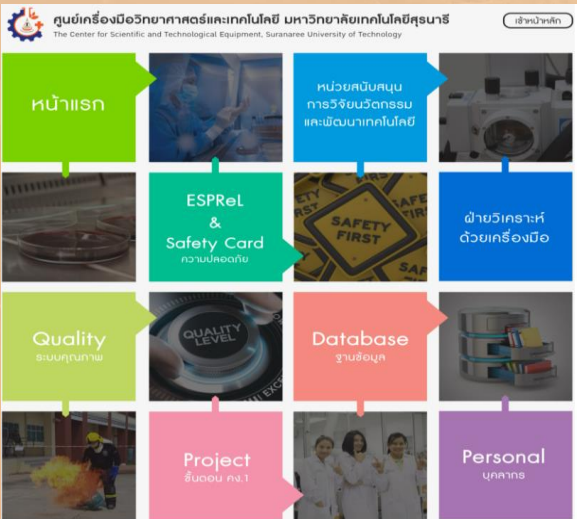 ศูนย์เครื่องมือวิทยาศาสตร์และเทคโนโลยี มหาวิทยาลัยเทคโนโลยีสุรนารี
The Center for Scientific and Technological Equipment, Suranaree University of Technology
เข้าหน้าหลัก
หน้าแรก
หน่วยสนับสนุน
การวิจัยนวัตกรรม
และพัฒนาเทคโนโลยี
ESPReL
&
Safety Card
ความปลอดภัย
SAFETY
FIRST
ฝ่ายวิเคราะห์
ด้วยเครื่องมือ
Quality
ระบบคุณภาพ
QUALITY
LEVEL
Database
ฐานข้อมูล
Project
ขั้นตอน คง.1
Personal
บุคลากร